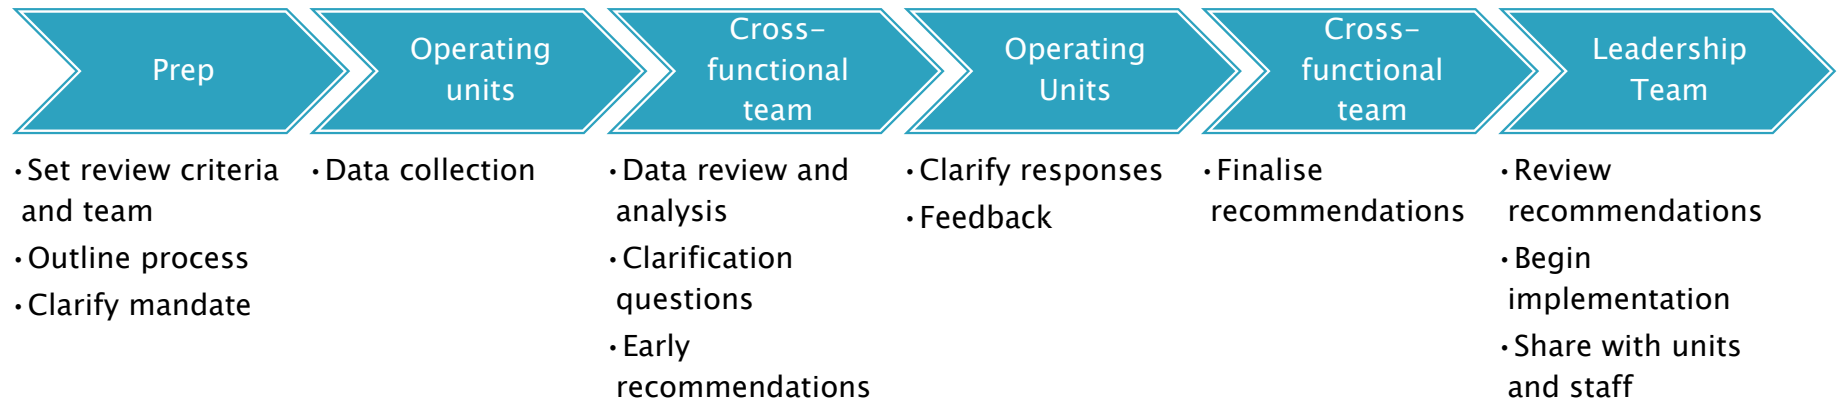 Prep
Operating
units
Cross-
functional
team
Operating
Units
Cross-
functional
team
Leadership
Team
•Set review criteria
and team
•Outline process
•Clarify mandate
•Data collection
•Data review and
analysis
•Clarification
questions
•Early
recommendations
•Clarify responses
•Feedback
•Finalise
recommendations
•Review
recommendations
•Begin
implementation
•Share with units
and staff